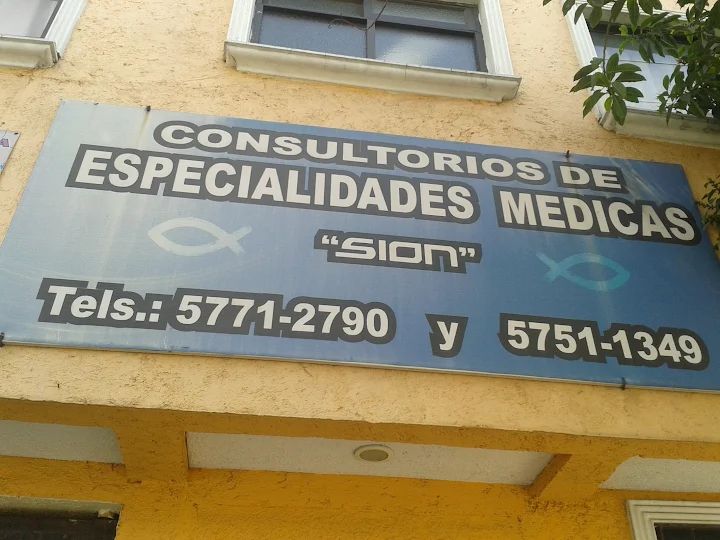 CONSULTORIOS DE
ESPECIALIDADES MEDICAS
"SION"
Tels.: 5771-2790 y 5751-1349